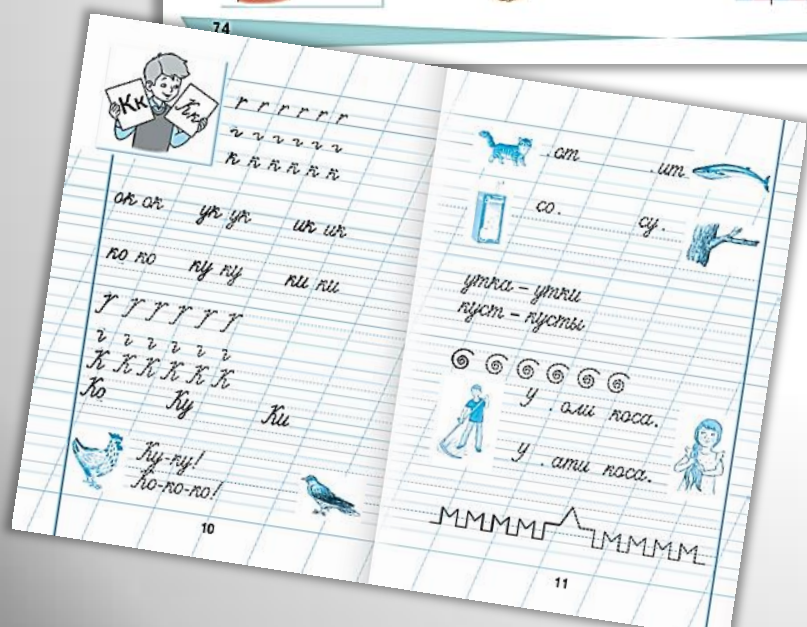 74
Кк Кк
г г г г г г
к к к к к к
ок ок ук ук ик ик
ко ко ку ку ки ки
К К К К К К
Ко Ку Ки
Ку-ку!
Ко-ко-ко!
10
.от .ит
со. су.
утка – утки
куст – кусты
У .оли коса.
У .ати коса.
11